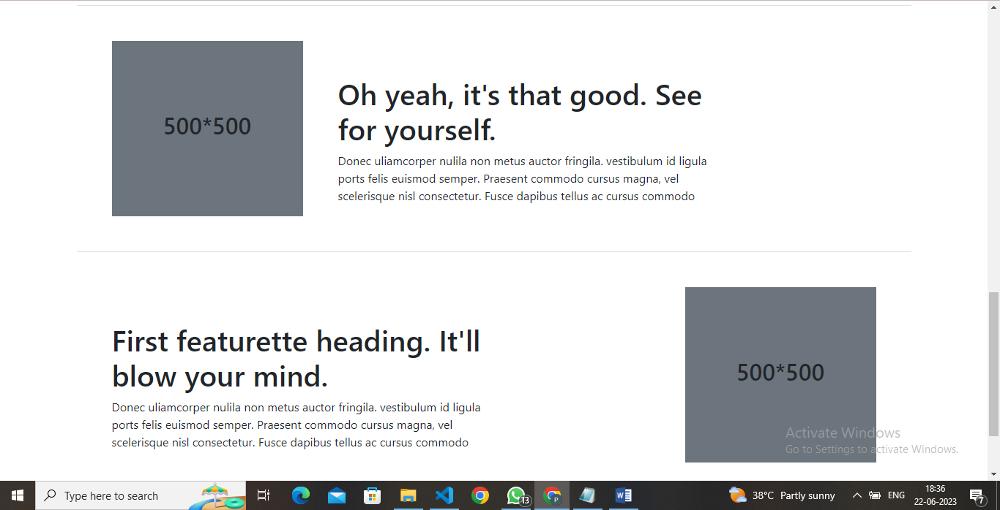 500*500
Oh yeah, it's that good. See
for yourself.
Donec uliamcorper nulila non metus auctor fringila. vestibulum id ligula
ports felis euismod semper. Praesent commodo cursus magna, vel
scelerisque nisl consectetur. Fusce dapibus tellus ac cursus commodo
First featurette heading. It'll
blow your mind.
Donec uliamcorper nulila non metus auctor fringila. vestibulum id ligula
ports felis euismod semper. Praesent commodo cursus magna, vel
scelerisque nisl consectetur. Fusce dapibus tellus ac cursus commodo
500*500
Activate Windows
Go to Settings to activate Windows.
Type here to search
13
P
W
38°C Partly sunny
ENG
18:36
22-06-2023
7